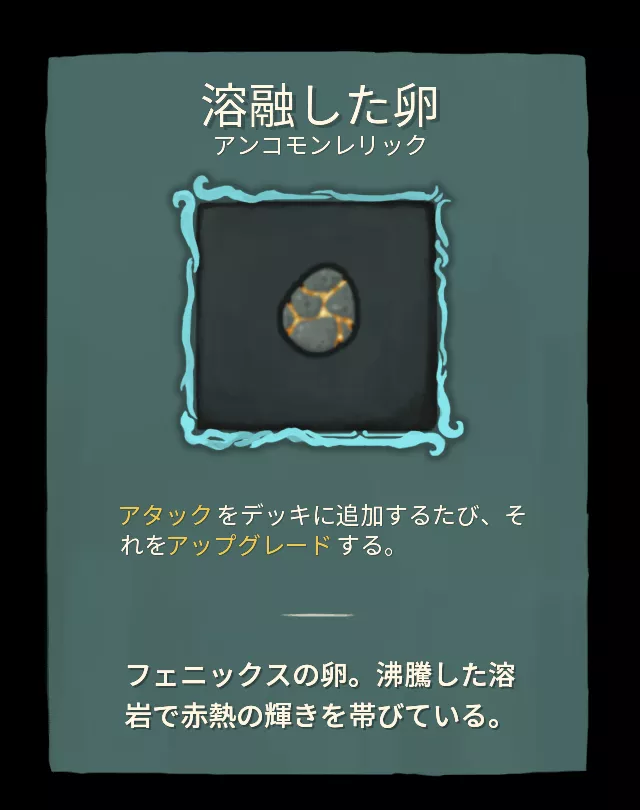 溶融した卵
アンコモンレリック
アタックをデッキに追加するたび、そ
れをアップグレードする。
フェニックスの卵。沸騰した溶
岩で赤熱の輝きを帯びている。